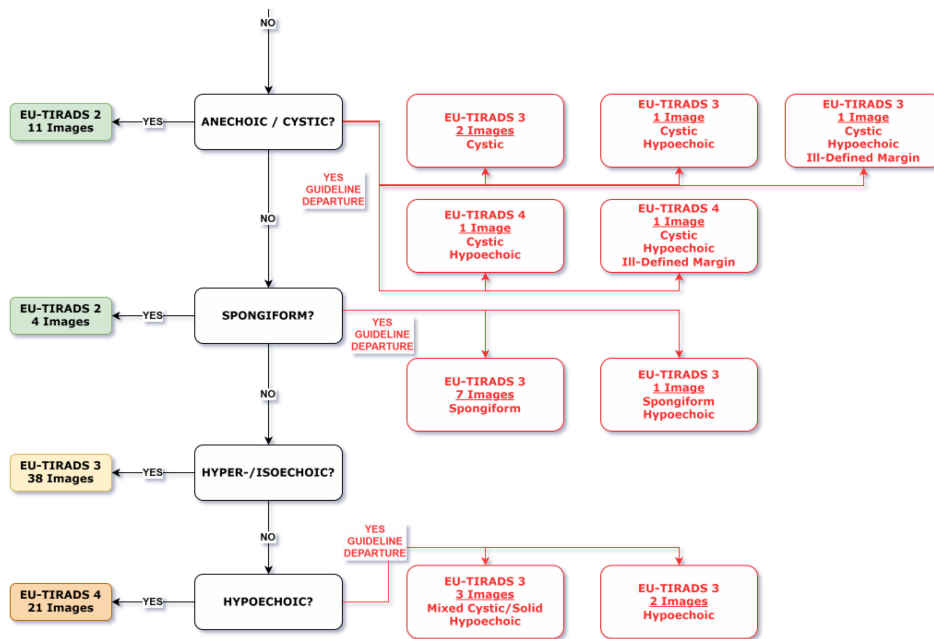 NO
EU-TIRADS 2
11 Images
YES
ANECHOIC / CYSTIC?
EU-TIRADS 3
2 Images
Cystic
EU-TIRADS 3
1 Image
Cystic
Hypoechoic
EU-TIRADS 3
1 Image
Cystic
Hypoechoic
Ill-Defined Margin
YES
GUIDELINE
DEPARTURE
NO
EU-TIRADS 4
1 Image
Cystic
Hypoechoic
EU-TIRADS 4
1 Image
Cystic
Hypoechoic
Ill-Defined Margin
EU-TIRADS 2
4 Images
YES
SPONGIFORM?
YES
GUIDELINE
DEPARTURE
EU-TIRADS 3
7 Images
Spongiform
EU-TIRADS 3
1 Image
Spongiform
Hypoechoic
NO
EU-TIRADS 3
38 Images
YES
HYPER-/ISOECHOIC?
NO
YES
GUIDELINE
DEPARTURE
EU-TIRADS 4
21 Images
YES
HYPOECHOIC?
EU-TIRADS 3
3 Images
Mixed Cystic/Solid
Hypoechoic
EU-TIRADS 3
2 Images
Hypoechoic